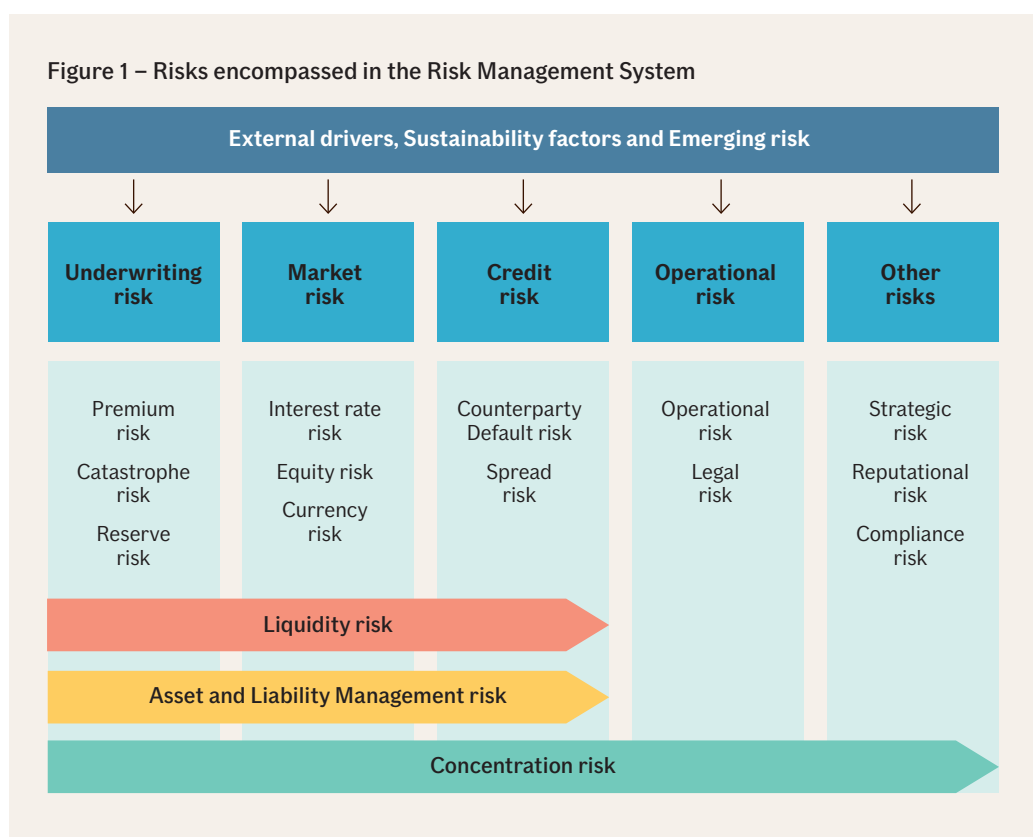 Figure 1 – Risks encompassed in the Risk Management System
External drivers, Sustainability factors and Emerging risk
Underwriting
risk
Market
risk
Credit
risk
Operational
risk
Other
risks
Premium
risk
Catastrophe
risk
Reserve
risk
Interest rate
risk
Equity risk
Currency
risk
Counterparty
Default risk
Spread
risk
Operational
risk
Legal
risk
Strategic
risk
Reputational
risk
Compliance
risk
Liquidity risk
Asset and Liability Management risk
Concentration risk